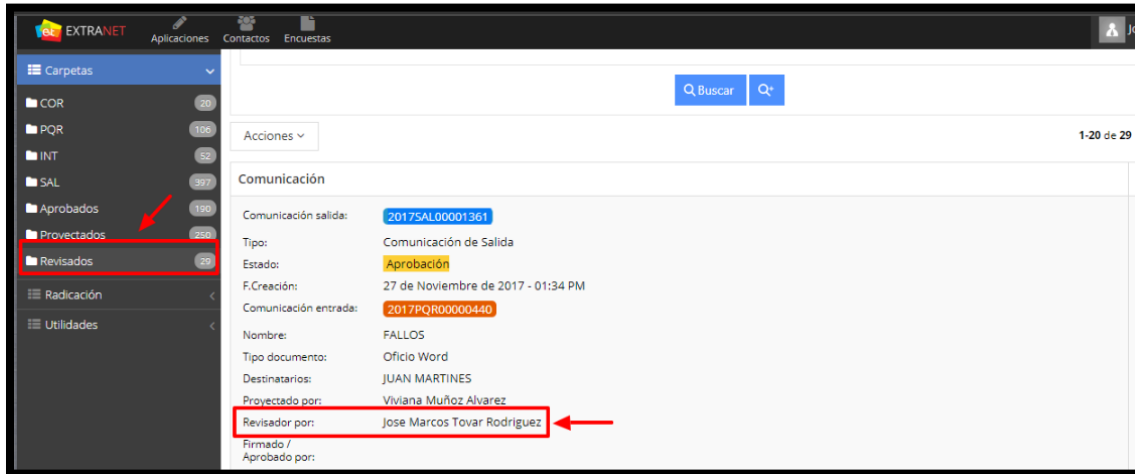 EXTRANET Aplicaciones Contactos Encuestas
Carpetas
COR 20
PQR 106
INT 52
SAL 397
Aprobados 190
Proyectados 250
Revisados 29
Radicación
Utilidades
Buscar
Acciones
1-20 de 29
Comunicación
Comunicación salida: 2017SAL00001361
Tipo: Comunicación de Salida
Estado: Aprobación
F.Creación: 27 de Noviembre de 2017 - 01:34 PM
Comunicación entrada: 2017PQR00000440
Nombre: FALLOS
Tipo documento: Oficio Word
Destinatarios: JUAN MARTINES
Proyectado por: Viviana Muñoz Alvarez
Revisador por: Jose Marcos Tovar Rodriguez
Firmado /
Aprobado por: